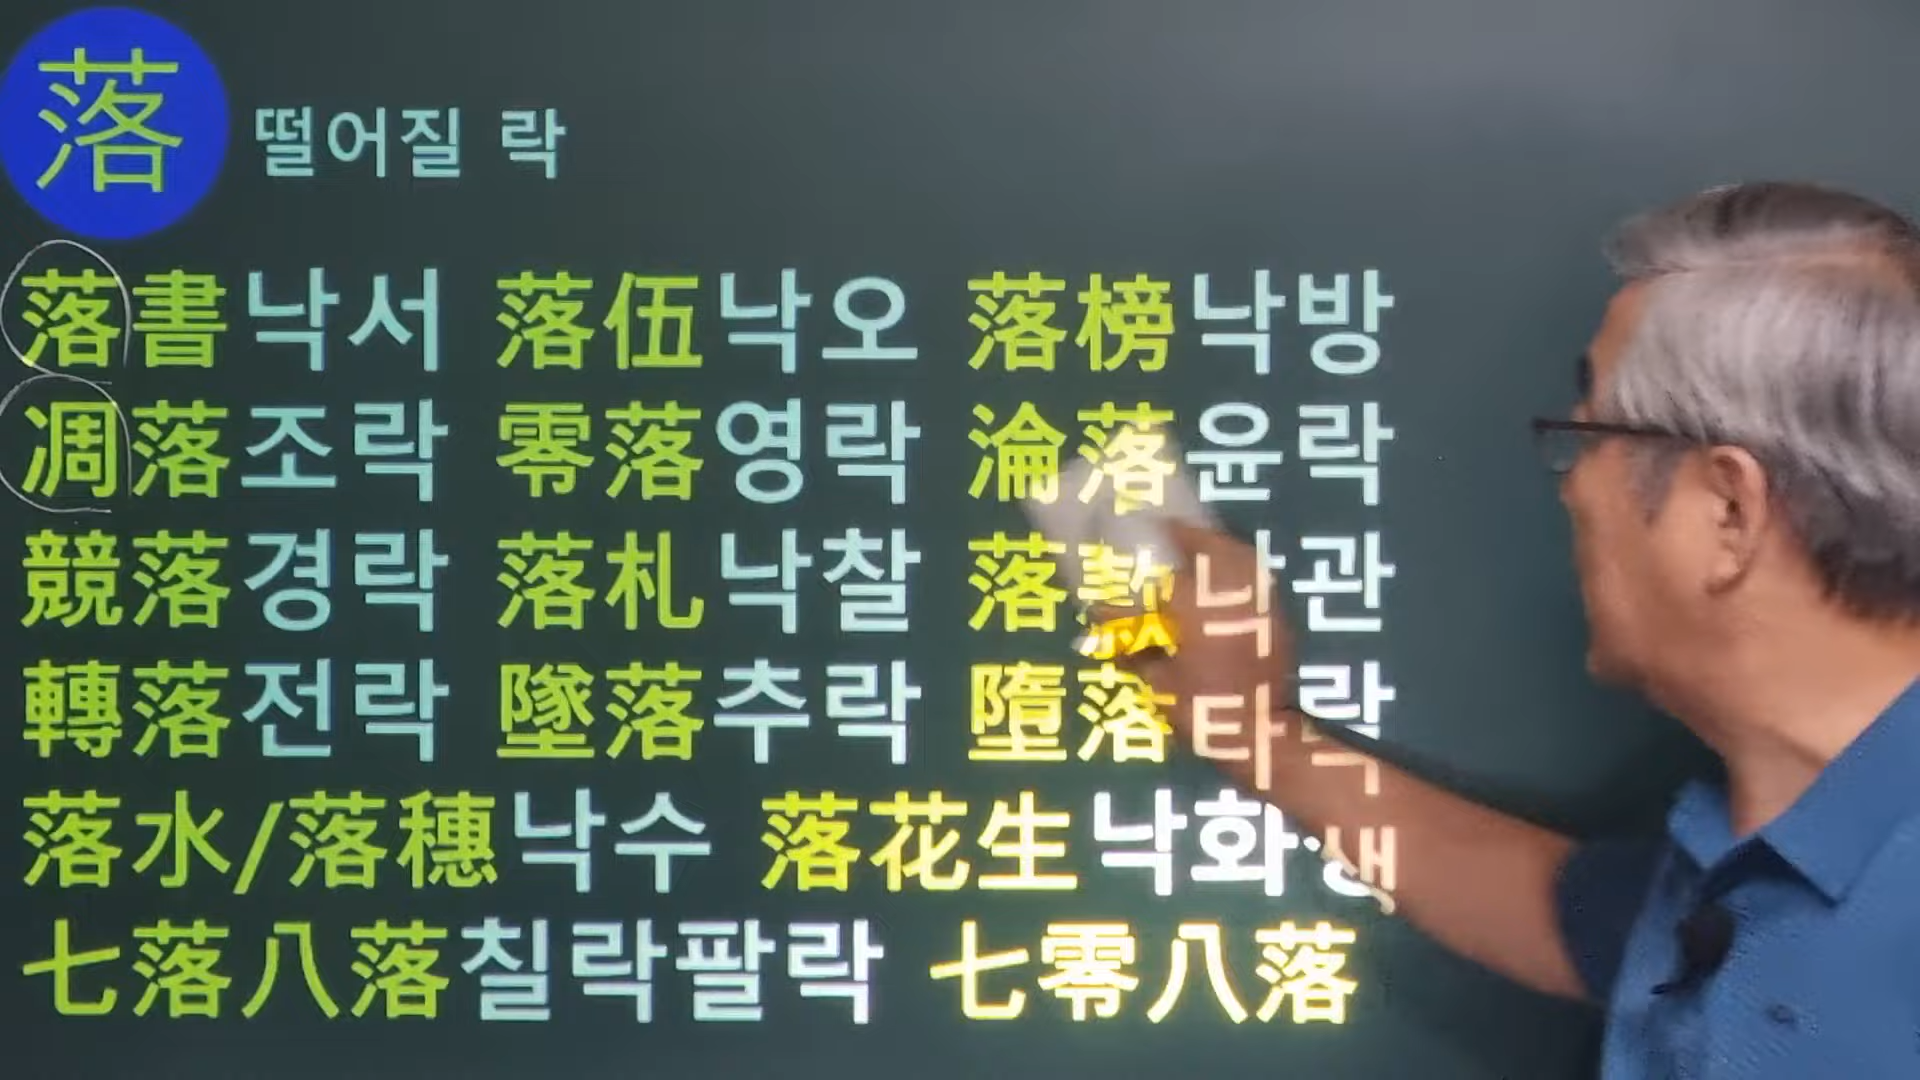 落 떨어질 락
落書낙서 落伍낙오 落榜낙방
凋落조락 零落영락 淪落윤락
競落경락 落札낙찰 落款낙관
轉落전락 墜落추락 墮落타락
落水/落穗낙수 落花生낙화생
七落八落칠락팔락 七零八落